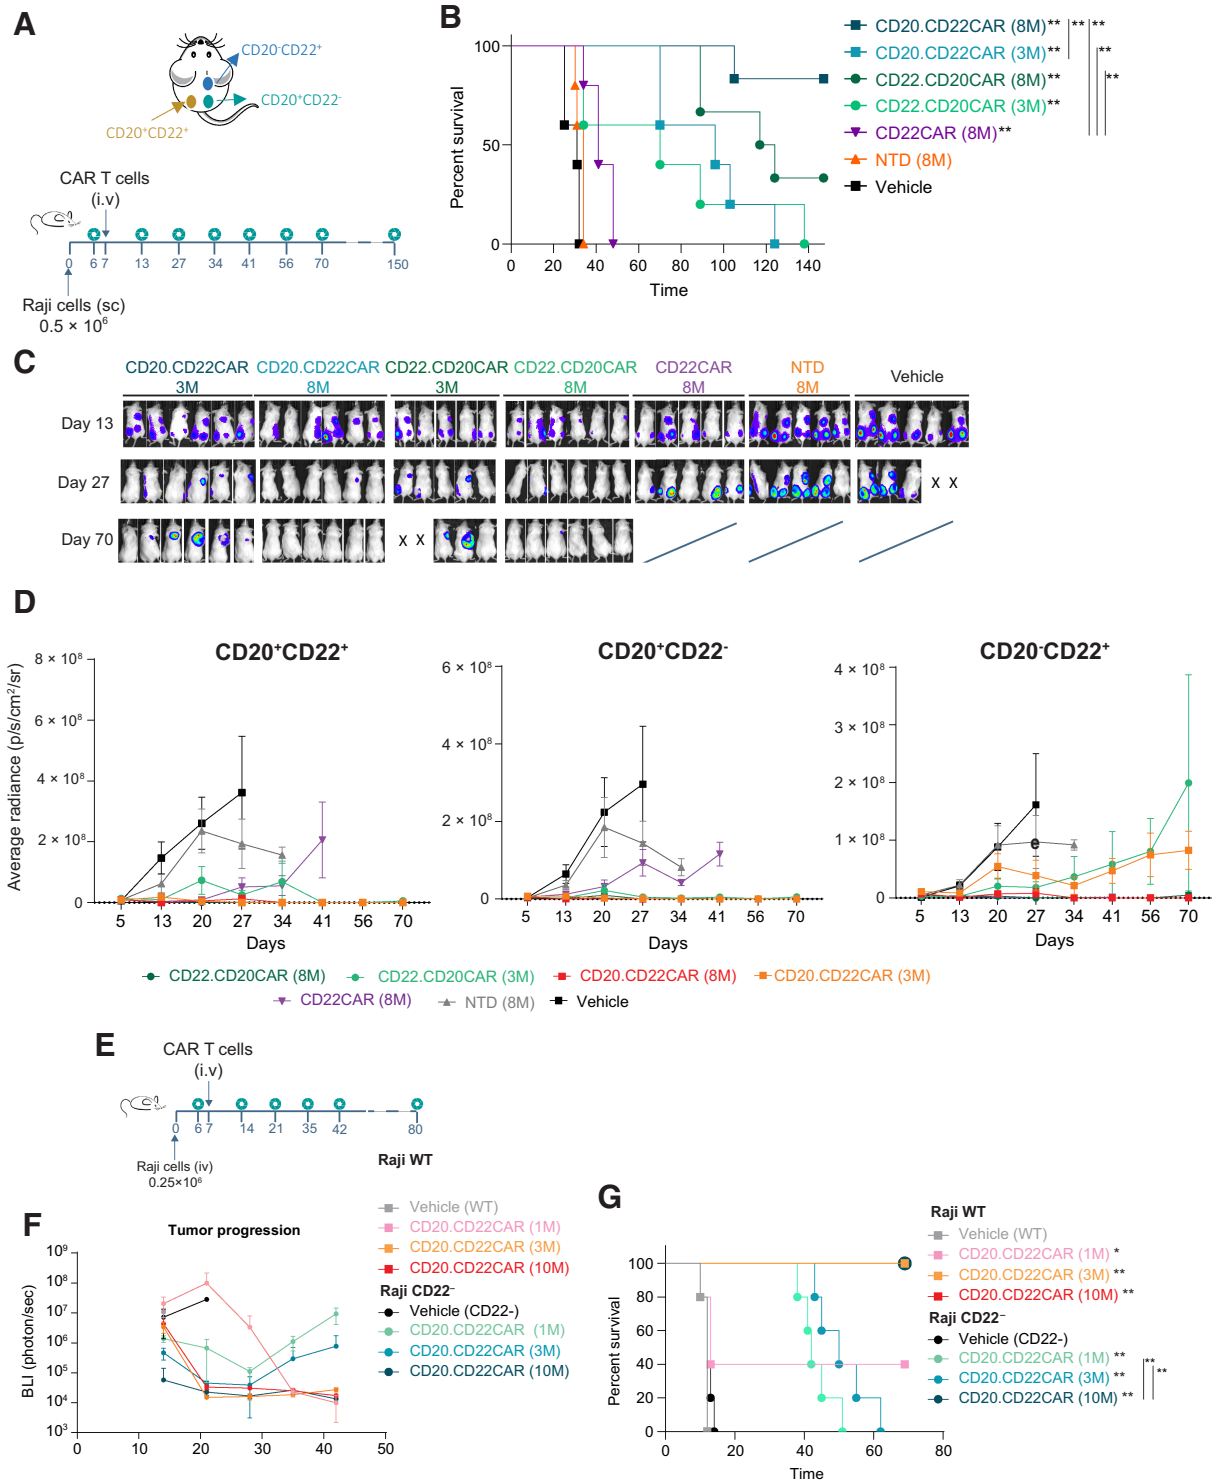 A
CD20⁻CD22⁺
CD20⁺CD22⁻
CD20⁺CD22⁺
CAR T cells
(i.v)
0 6 7 13 27 34 41 56 70 150
Raji cells (sc)
0.5 × 10⁶
B
Percent survival
100
50
0
0 20 40 60 80 100 120 140
Time
CD20.CD22CAR (8M)** ** **
CD20.CD22CAR (3M)** **
CD22.CD20CAR (8M)** **
CD22.CD20CAR (3M)**
CD22CAR (8M)**
NTD (8M)
Vehicle
C
CD20.CD22CAR CD20.CD22CAR CD22.CD20CAR CD22.CD20CAR CD22CAR NTD Vehicle
3M 8M 3M 8M 8M 8M
Day 13
Day 27 X X
Day 70 X X
D
Average radiance (p/s/cm²/sr)
CD20⁺CD22⁺
8 × 10⁸
6 × 10⁸
4 × 10⁸
2 × 10⁸
0
5 13 20 27 34 41 56 70
Days
CD20⁺CD22⁻
6 × 10⁸
4 × 10⁸
2 × 10⁸
0
5 13 20 27 34 41 56 70
Days
CD20⁻CD22⁺
4 × 10⁸
3 × 10⁸
2 × 10⁸
1 × 10⁸
0
5 13 20 27 34 41 56 70
Days
CD22.CD20CAR (8M) CD22.CD20CAR (3M) CD20.CD22CAR (8M) CD20.CD22CAR (3M)
CD22CAR (8M) NTD (8M) Vehicle
E
CAR T cells
(i.v)
0 6 7 14 21 35 42 80
Raji cells (iv)
0.25×10⁶
F
Tumor progression
BLI (photon/sec)
10⁹
10⁸
10⁷
10⁶
10⁵
10⁴
10³
0 10 20 30 40 50
Raji WT
Vehicle (WT)
CD20.CD22CAR (1M)
CD20.CD22CAR (3M)
CD20.CD22CAR (10M)
Raji CD22⁻
Vehicle (CD22-)
CD20.CD22CAR (1M)
CD20.CD22CAR (3M)
CD20.CD22CAR (10M)
G
Percent survival
100
80
60
40
20
0
0 20 40 60 80
Time
Raji WT
Vehicle (WT)
CD20.CD22CAR (1M) *
CD20.CD22CAR (3M) **
CD20.CD22CAR (10M) **
Raji CD22⁻
Vehicle (CD22-)
CD20.CD22CAR (1M) ** **
CD20.CD22CAR (3M) ** **
CD20.CD22CAR (10M) **